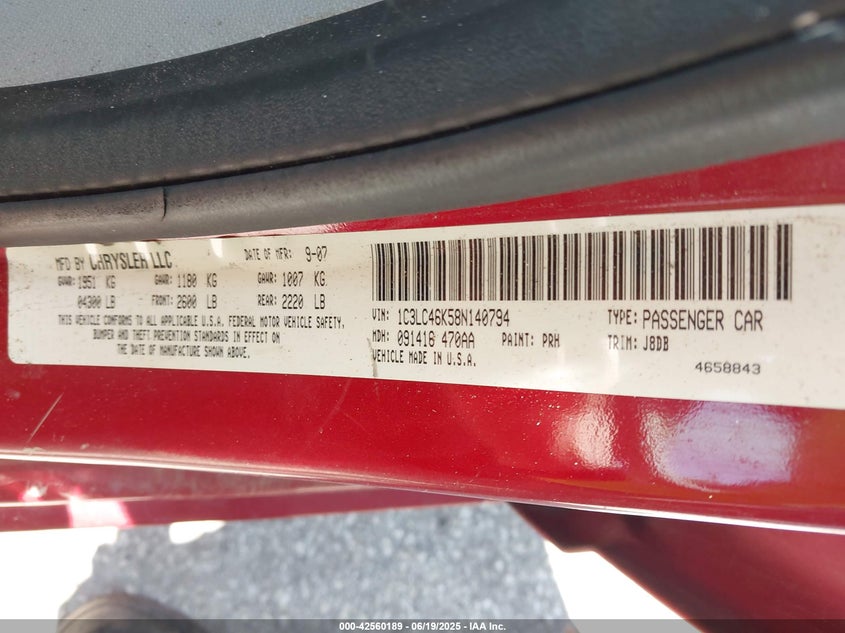 MFD BY CHRYSLER LLC DATE OF MFR: 9-07
GVWR: 1951 KG GAWR: 1180 KG GAWR: 1007 KG
04300 LB FRONT: 2600 LB REAR: 2220 LB
THIS VEHICLE CONFORMS TO ALL APPLICABLE U.S.A. FEDERAL MOTOR VEHICLE SAFETY,
BUMPER AND THEFT PREVENTION STANDARDS IN EFFECT ON
THE DATE OF MANUFACTURE SHOWN ABOVE.
VIN: 1C3LC46K58N140794 TYPE: PASSENGER CAR
MDH: 091416 470AA PAINT: PRH TRIM: J8DB
VEHICLE MADE IN U.S.A.
4658843
000-42560189 - 06/19/2025 - IAA Inc.